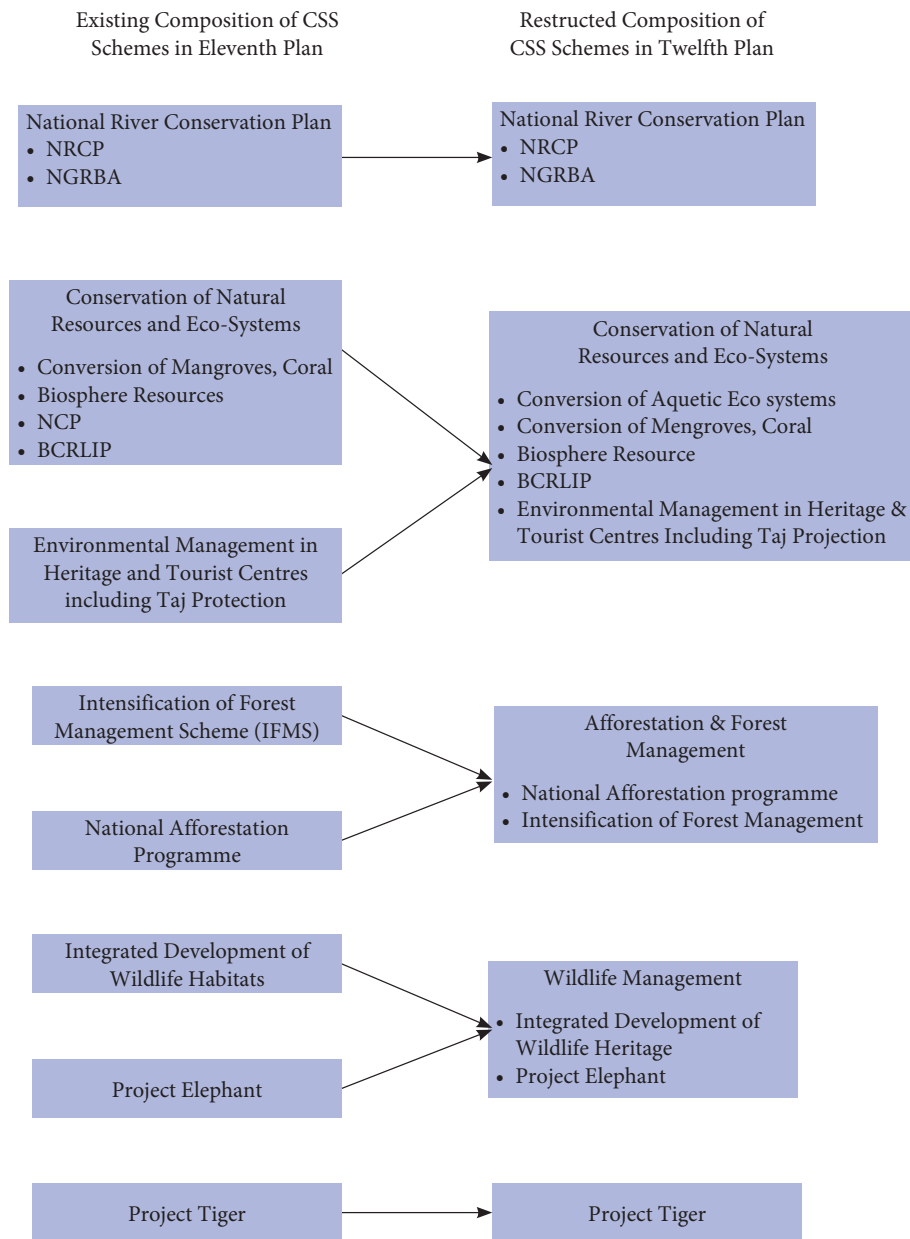 Existing Composition of CSS
Schemes in Eleventh Plan
Restructed Composition of
CSS Schemes in Twelfth Plan
National River Conservation Plan
• NRCP
• NGRBA
National River Conservation Plan
• NRCP
• NGRBA
Conservation of Natural
Resources and Eco-Systems
• Conversion of Mangroves, Coral
• Biosphere Resources
• NCP
• BCRLIP
Environmental Management in
Heritage and Tourist Centres
including Taj Protection
Conservation of Natural
Resources and Eco-Systems
• Conversion of Aquetic Eco systems
• Conversion of Mengroves, Coral
• Biosphere Resource
• BCRLIP
• Environmental Management in Heritage &
Tourist Centres Including Taj Projection
Intensification of Forest
Management Scheme (IFMS)
National Afforestation
Programme
Afforestation & Forest
Management
• National Afforestation programme
• Intensification of Forest Management
Integrated Development of
Wildlife Habitats
Project Elephant
Wildlife Management
• Integrated Development of
Wildlife Heritage
• Project Elephant
Project Tiger
Project Tiger